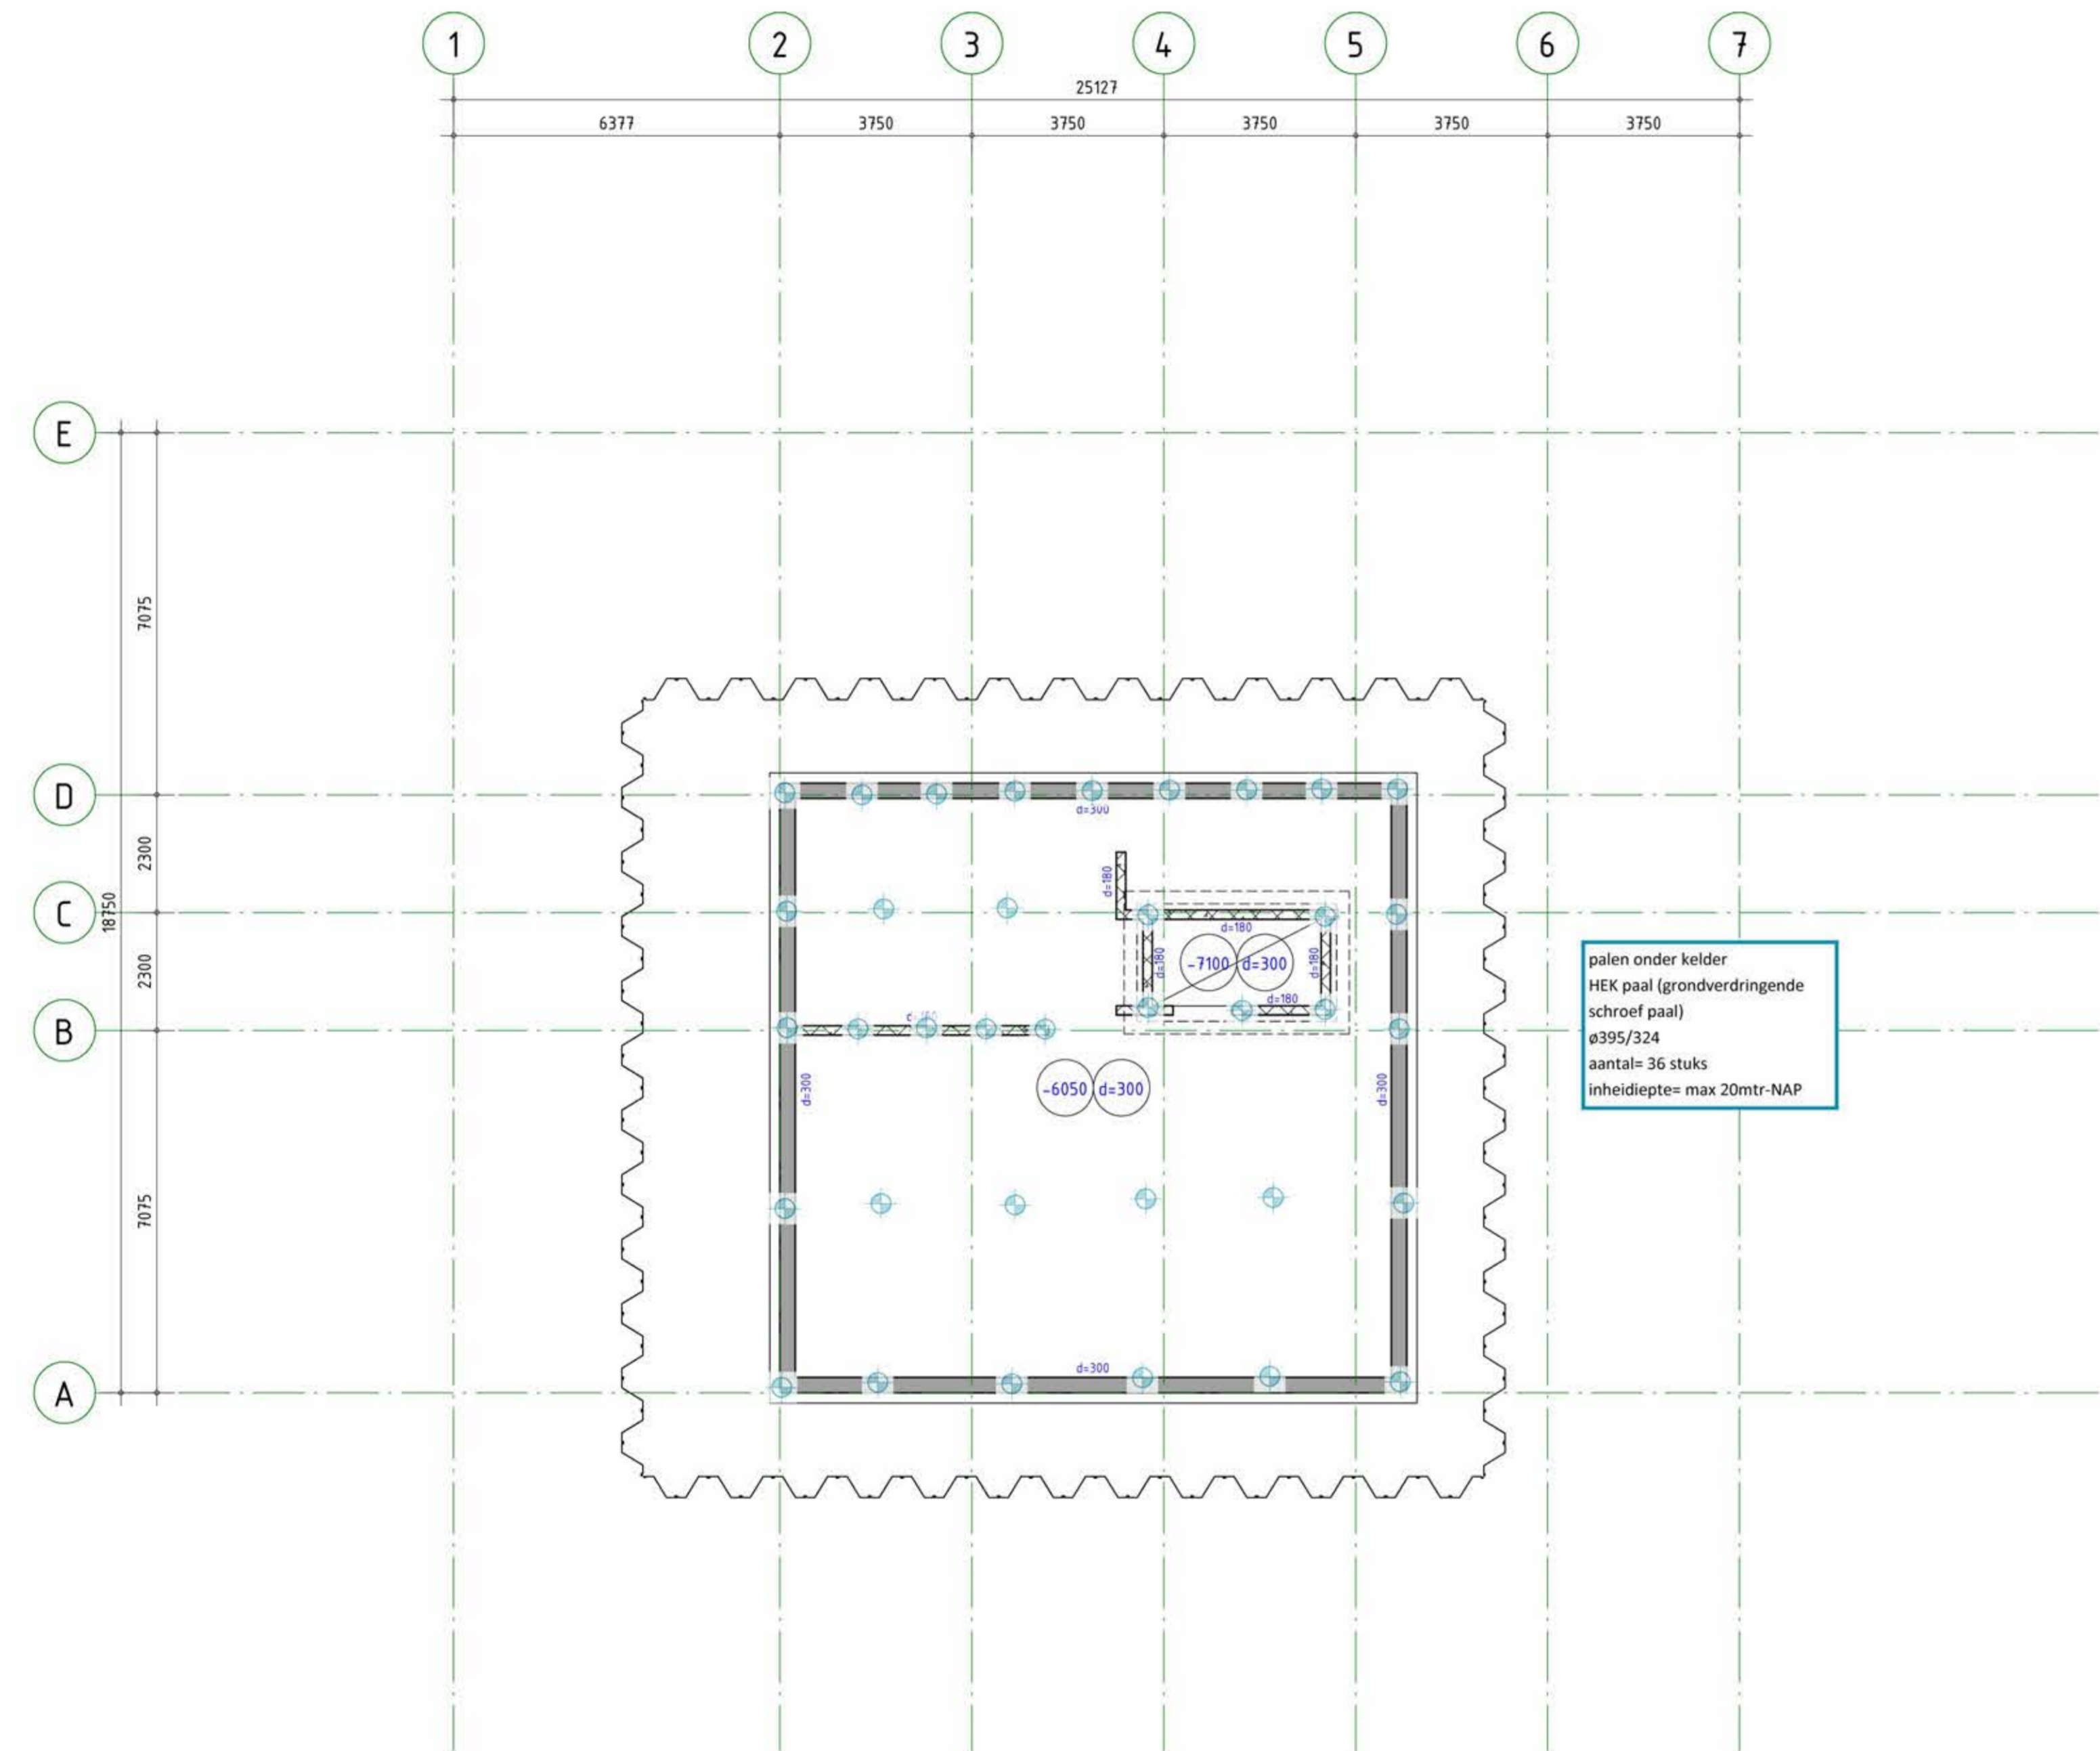 1 2 3 4 5 6 7
25127
6377 3750 3750 3750 3750 3750
E
7075
D
d=300
2300
d=180
C
18750
d=180
2300
d=180
-7100 d=300
d=180
d=180
B
palen onder kelder
HEK paal (grondverdringende
schroef paal)
ø395/324
aantal= 36 stuks
inheidiepte= max 20mtr-NAP
d=300
-6050 d=300
d=300
7075
d=300
A